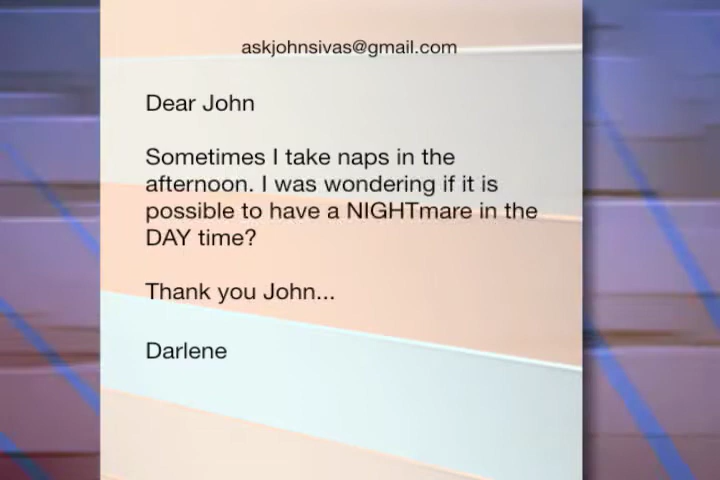 askjohnsivas@gmail.com
Dear John
Sometimes I take naps in the
afternoon. I was wondering if it is
possible to have a NIGHTmare in the
DAY time?
Thank you John...
Darlene